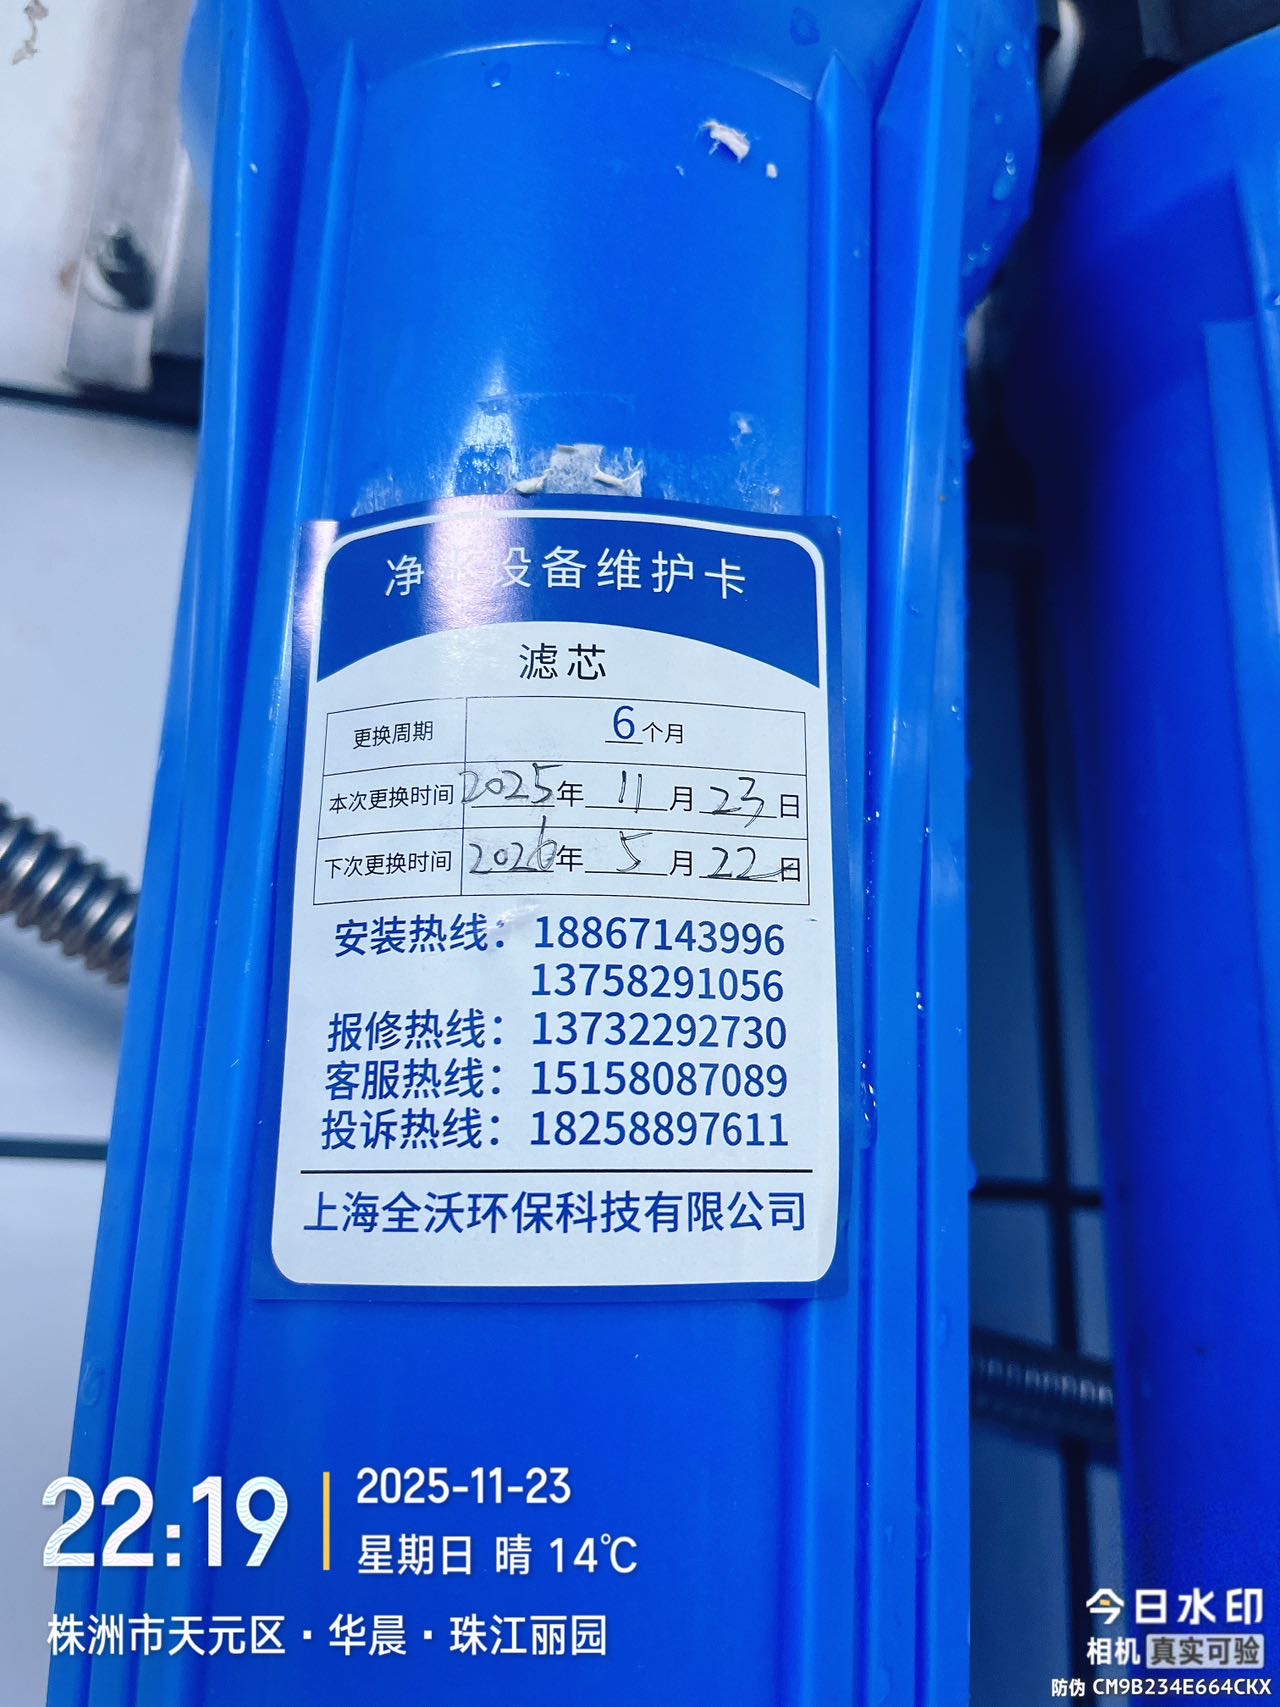 净水设备维护卡
滤芯
更换周期 6个月
本次更换时间 2025年 11月 23日
下次更换时间 2026年 5月 22日
安装热线：18867143996
13758291056
报修热线：13732292730
客服热线：15158087089
投诉热线：18258897611
上海全沃环保科技有限公司
22:19
2025-11-23
星期日 晴 14℃
株洲市天元区·华晨·珠江丽园
今日水印
相机 真实可验
防伪 CM9B234E664CKX